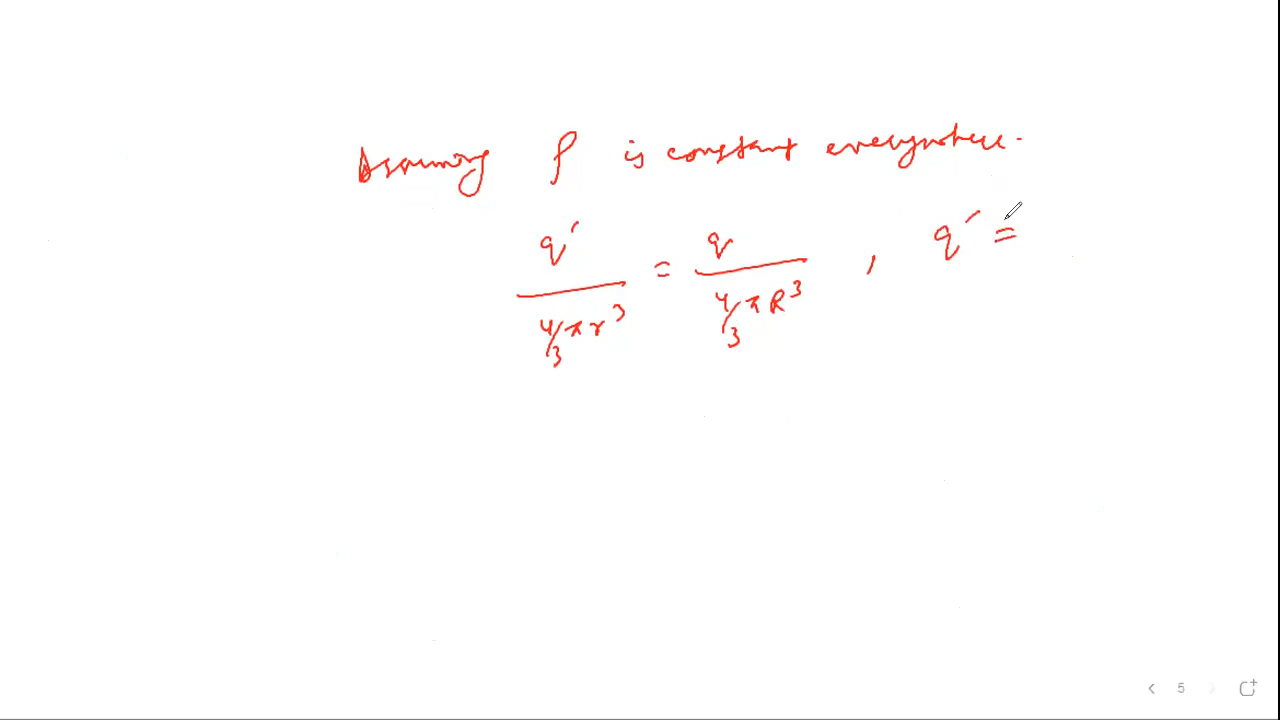 Assuming ρ is constant everywhere.
q′ / (4/3 π r³) = q / (4/3 π R³) , q′ =
5